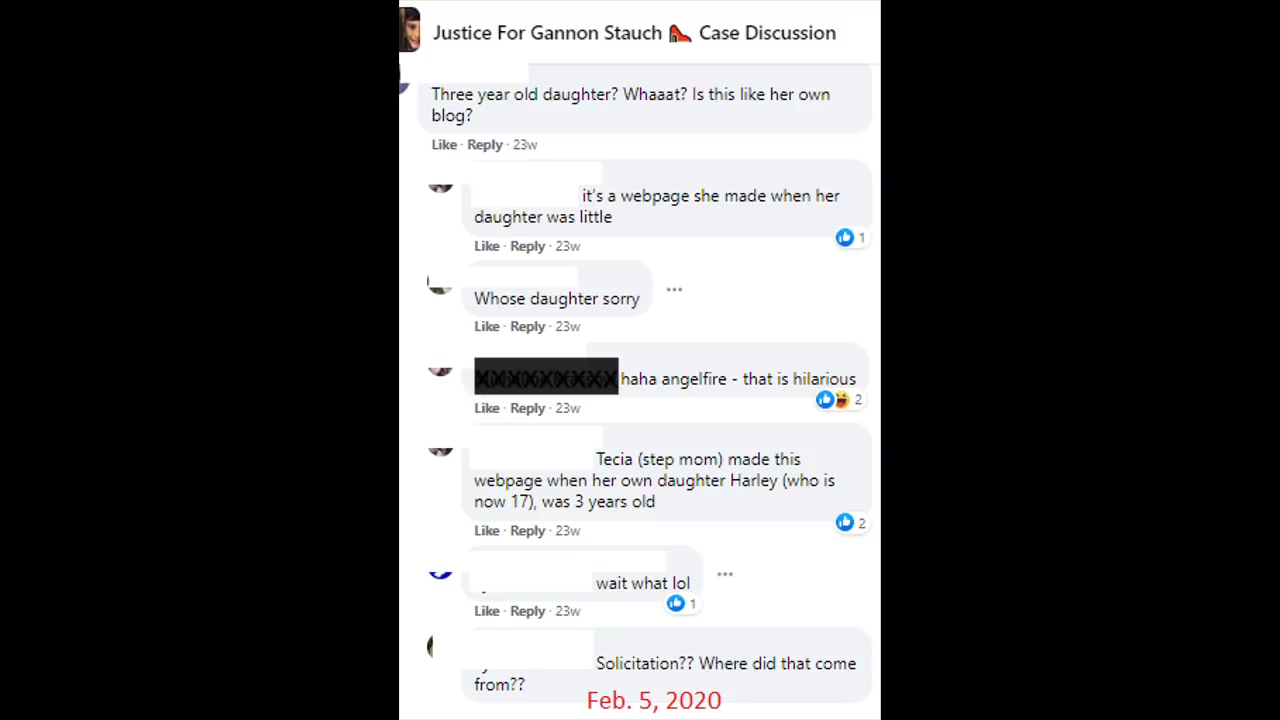 Justice For Gannon Stauch 👠 Case Discussion
Three year old daughter? Whaaat? Is this like her own
blog?
Like · Reply · 23w
it's a webpage she made when her
daughter was little
1
Like · Reply · 23w
Whose daughter sorry
Like · Reply · 23w
haha angelfire - that is hilarious
2
Like · Reply · 23w
Tecia (step mom) made this
webpage when her own daughter Harley (who is
now 17), was 3 years old
2
Like · Reply · 23w
wait what lol
1
Like · Reply · 23w
Solicitation?? Where did that come
from??
Feb. 5, 2020